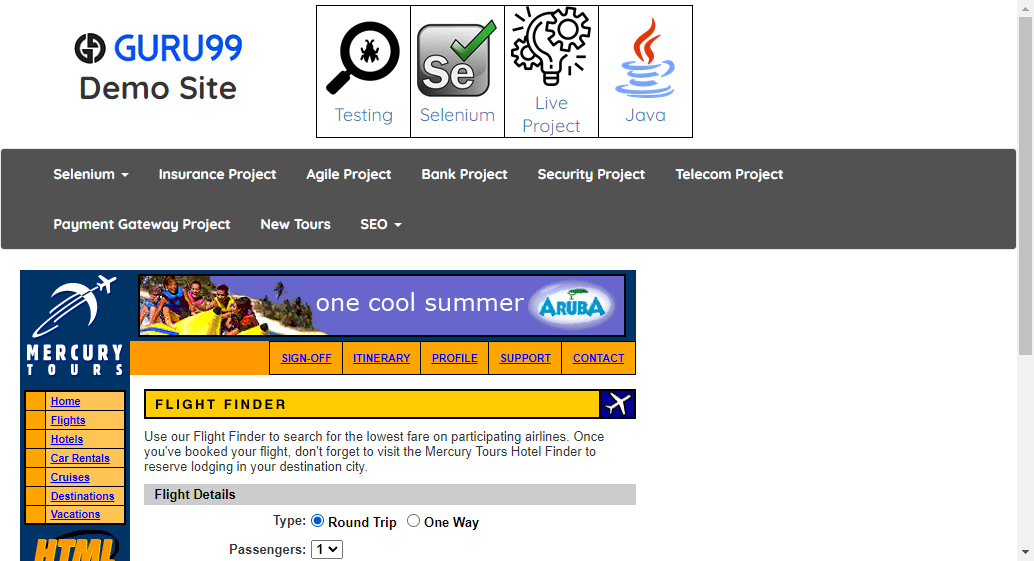 GURU99
Demo Site
Testing
Se
Selenium
Live
Project
Java
Selenium
Insurance Project
Agile Project
Bank Project
Security Project
Telecom Project
Payment Gateway Project
New Tours
SEO
one cool summer
ARUBA
MERCURY
TOURS
SIGN-OFF
ITINERARY
PROFILE
SUPPORT
CONTACT
Home
Flights
Hotels
Car Rentals
Cruises
Destinations
Vacations
HTML
FLIGHT FINDER
Use our Flight Finder to search for the lowest fare on participating airlines. Once
you've booked your flight, don't forget to visit the Mercury Tours Hotel Finder to
reserve lodging in your destination city.
Flight Details
Type: Round Trip One Way
Passengers: 1